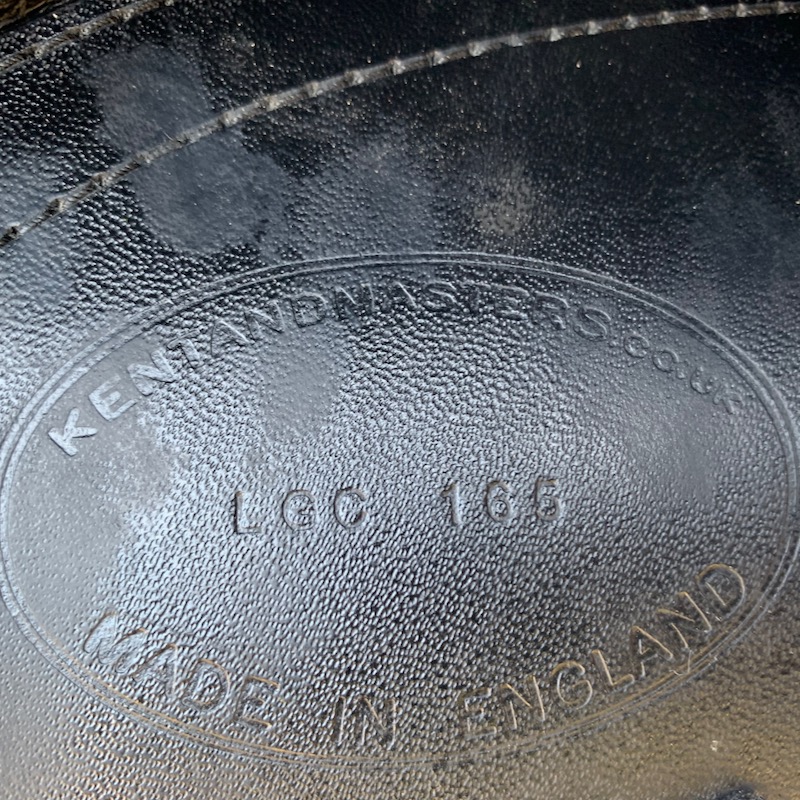 KENTANDMASTERS.co.uk
LGC 165
MADE IN ENGLAND